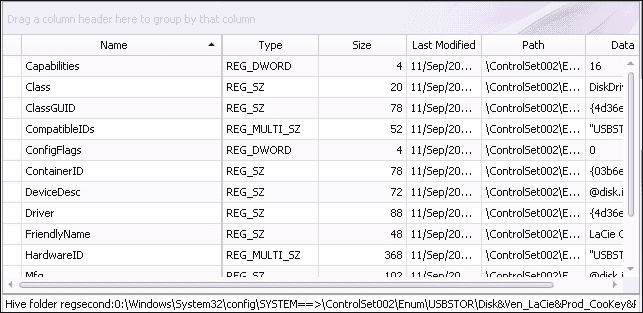 Drag a column header here to group by that column
Name Type Size Last Modified Path Data
Capabilities REG_DWORD 4 11/Sep/20... \ControlSet002\E... 16
Class REG_SZ 20 11/Sep/20... \ControlSet002\E... DiskDriv
ClassGUID REG_SZ 78 11/Sep/20... \ControlSet002\E... {4d36e
CompatibleIDs REG_MULTI_SZ 52 11/Sep/20... \ControlSet002\E... "USBST
ConfigFlags REG_DWORD 4 11/Sep/20... \ControlSet002\E... 0
ContainerID REG_SZ 78 11/Sep/20... \ControlSet002\E... {03b6e
DeviceDesc REG_SZ 72 11/Sep/20... \ControlSet002\E... @disk.i
Driver REG_SZ 88 11/Sep/20... \ControlSet002\E... {4d36e
FriendlyName REG_SZ 48 11/Sep/20... \ControlSet002\E... LaCie C
HardwareID REG_MULTI_SZ 368 11/Sep/20... \ControlSet002\E... "USBST
Mfg REG_SZ 102 11/Sep/20... \ControlSet002\E... @disk.i
Hive folder regsecond:0:\Windows\System32\config\SYSTEM==>\ControlSet002\Enum\USBSTOR\Disk&Ven_LaCie&Prod_CooKey&